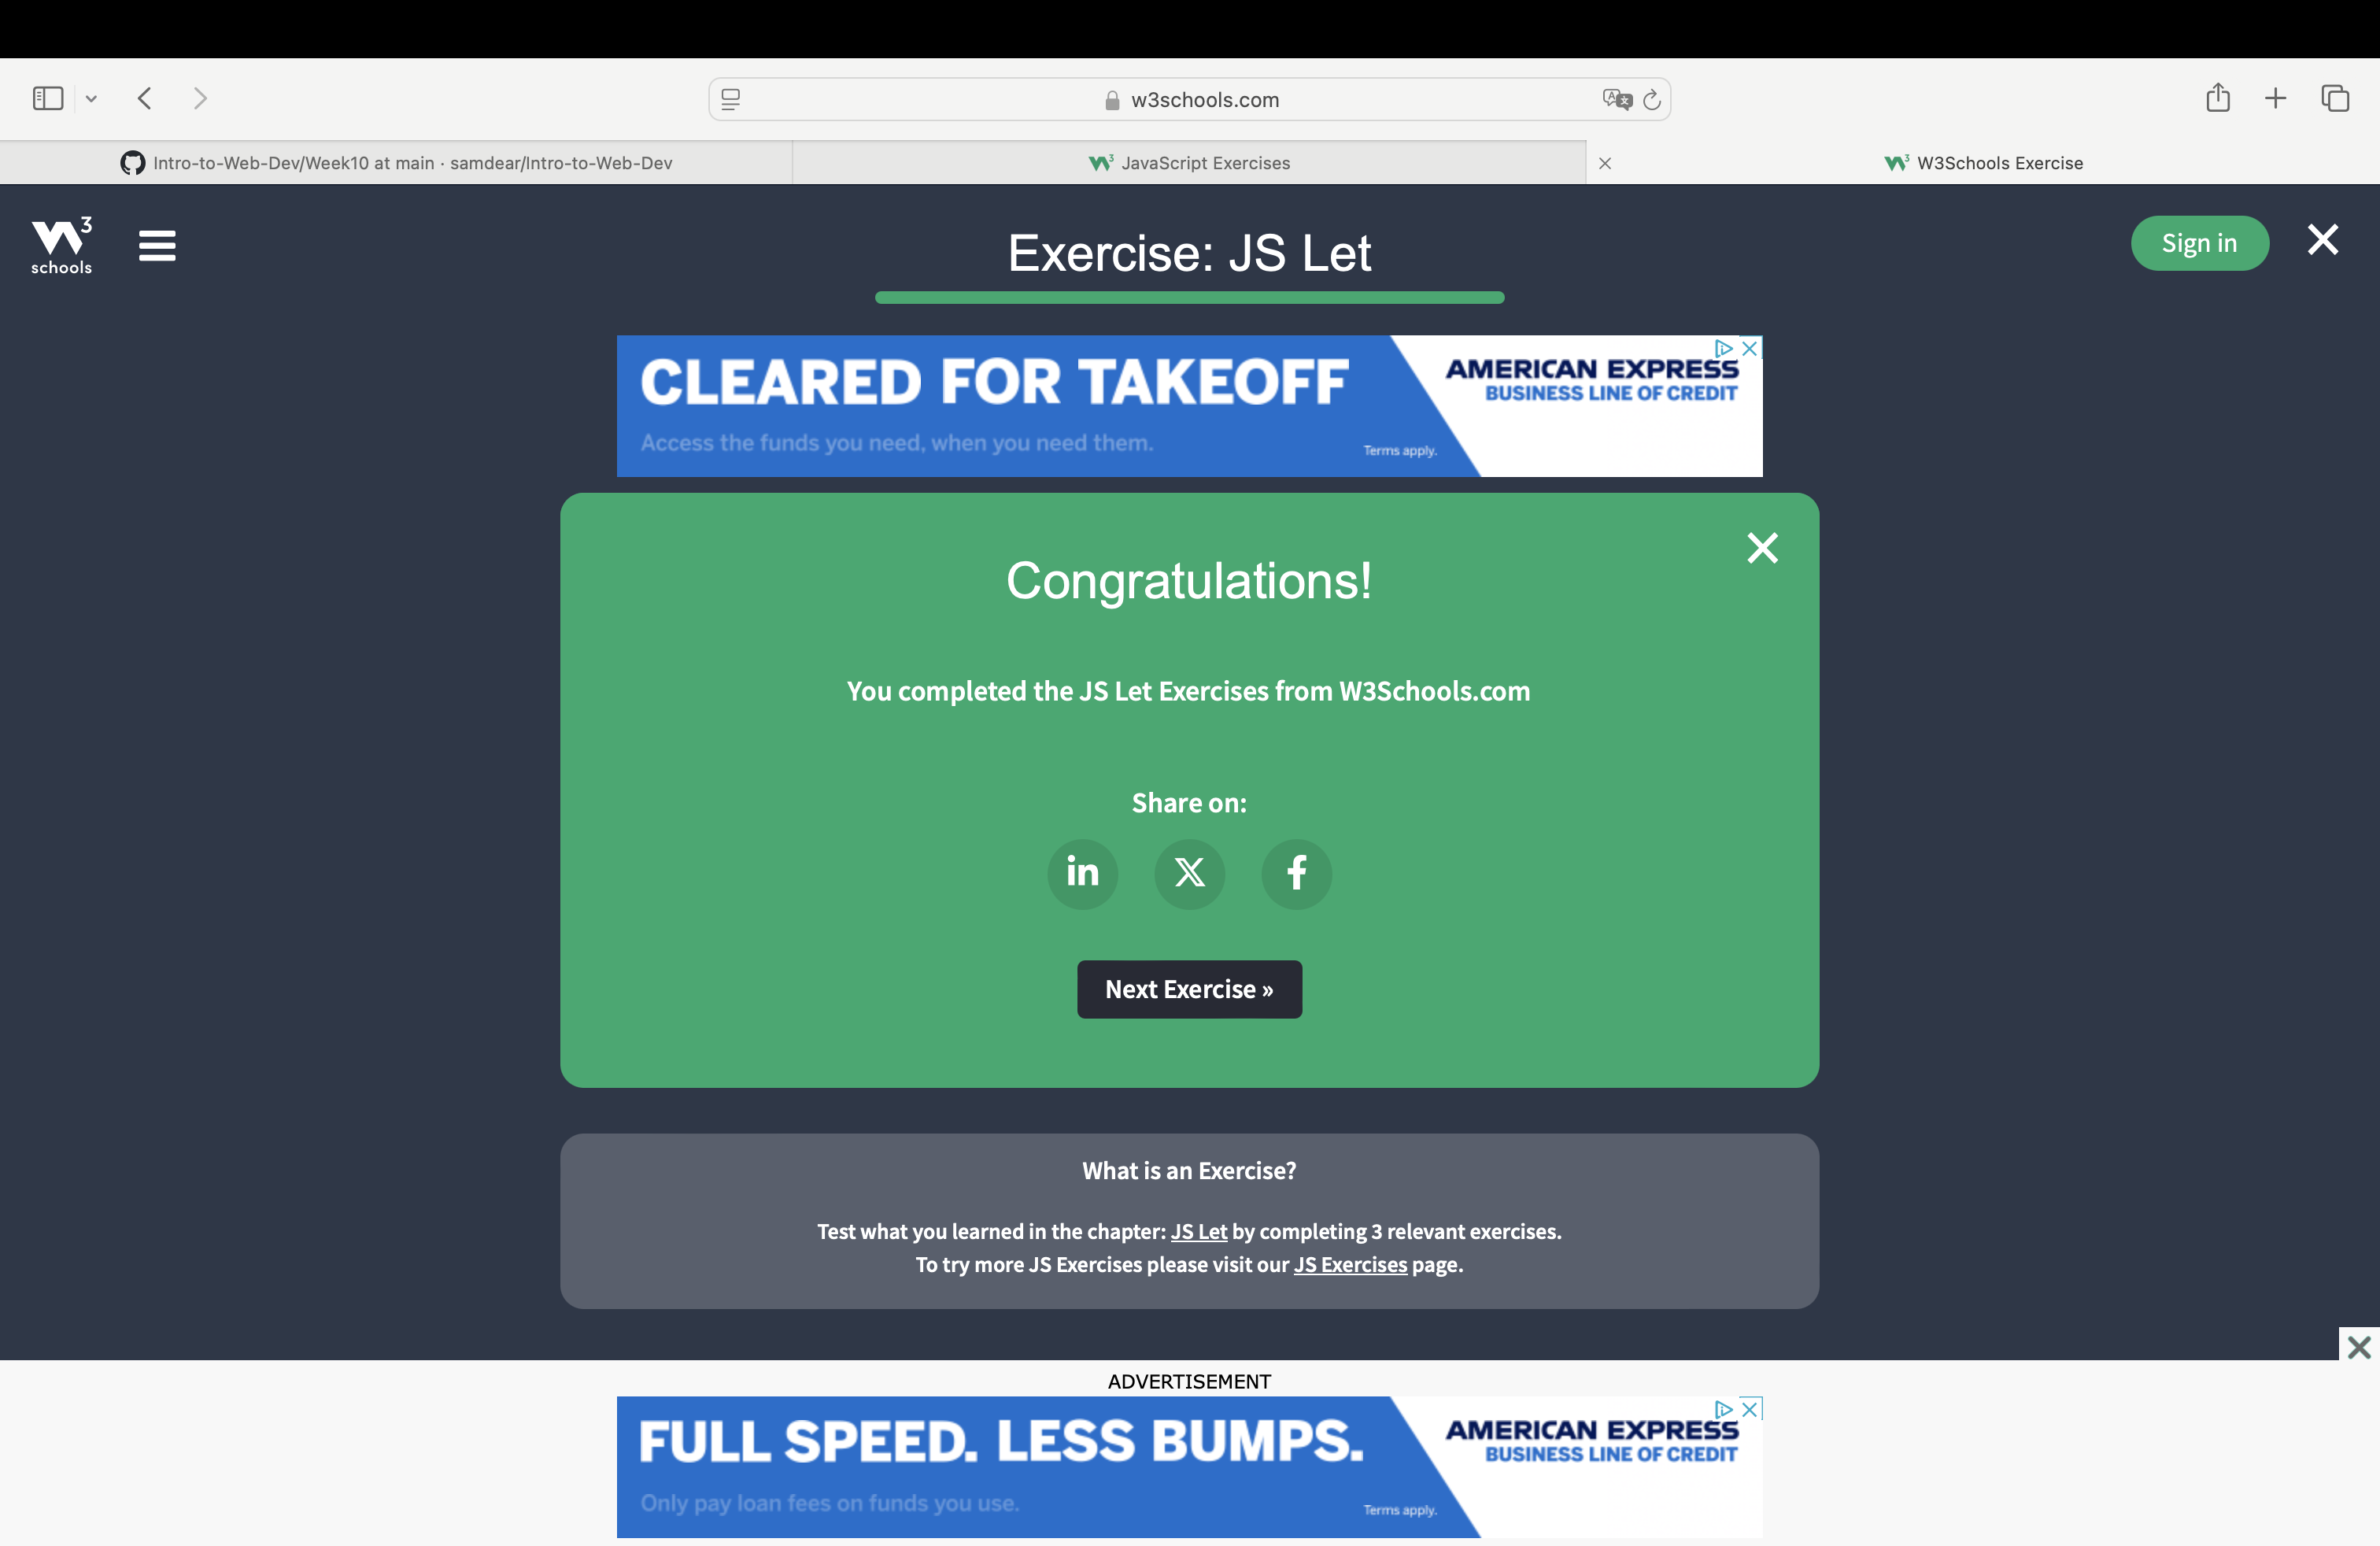 w3schools.com
Intro-to-Web-Dev/Week10 at main · samdear/Intro-to-Web-Dev
JavaScript Exercises
W3Schools Exercise
W3 schools
Exercise: JS Let
Sign in
CLEARED FOR TAKEOFF
Access the funds you need, when you need them.
Terms apply.
AMERICAN EXPRESS
BUSINESS LINE OF CREDIT
Congratulations!
You completed the JS Let Exercises from W3Schools.com
Share on:
in X f
Next Exercise »
What is an Exercise?
Test what you learned in the chapter: JS Let by completing 3 relevant exercises.
To try more JS Exercises please visit our JS Exercises page.
ADVERTISEMENT
FULL SPEED. LESS BUMPS.
Only pay loan fees on funds you use.
Terms apply.
AMERICAN EXPRESS
BUSINESS LINE OF CREDIT